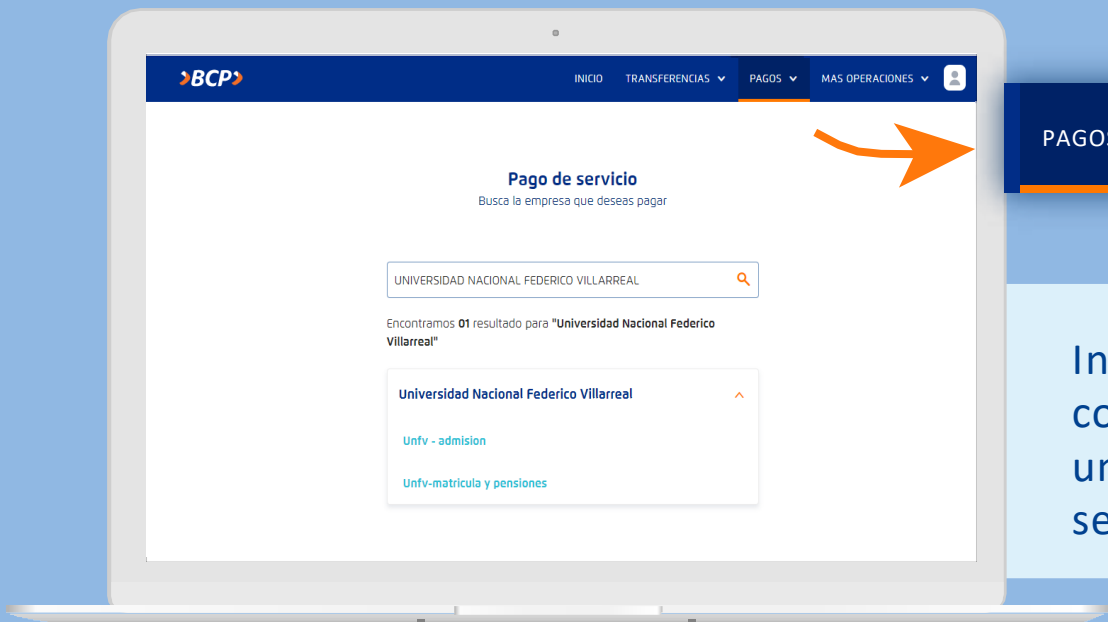 BCP
INICIO TRANSFERENCIAS PAGOS MAS OPERACIONES
PAGOS
Pago de servicio
Busca la empresa que deseas pagar
UNIVERSIDAD NACIONAL FEDERICO VILLARREAL
Encontramos 01 resultado para "Universidad Nacional Federico
Villarreal"
Universidad Nacional Federico Villarreal
Unfv - admision
Unfv-matricula y pensiones